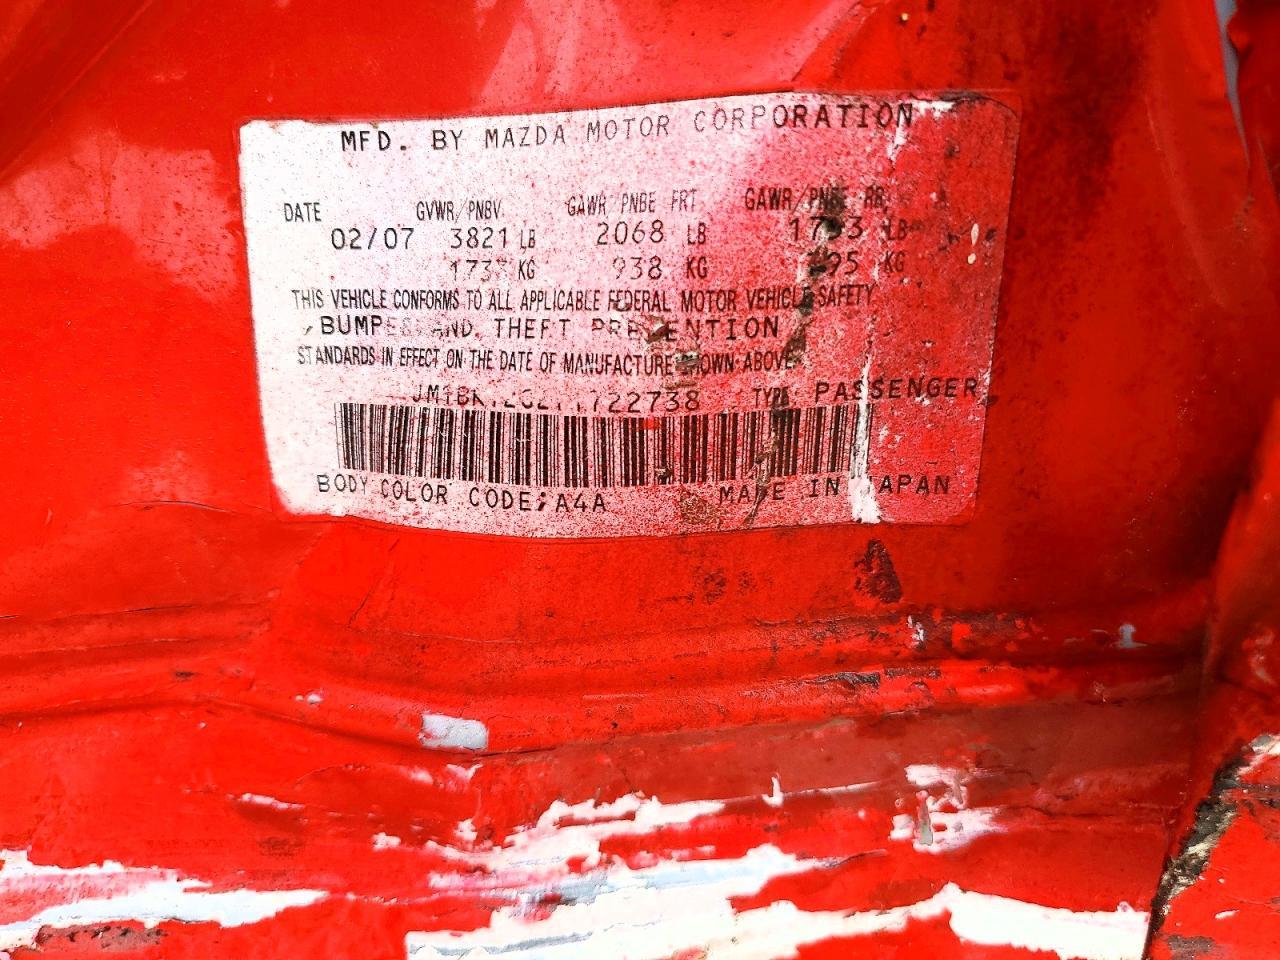 MFD. BY MAZDA MOTOR CORPORATION
DATE GVWR/PNBV GAWR/PNBE FRT GAWR/PNBE RR
02/07 3821 LB 2068 LB LB
KG 938 KG KG
THIS VEHICLE CONFORMS TO ALL APPLICABLE FEDERAL MOTOR VEHICLE SAFETY
, BUMPER AND THEFT PREVENTION
STANDARDS IN EFFECT ON THE DATE OF MANUFACTURE SHOWN ABOVE.
TYPE PASSENGER
BODY COLOR CODE;A4A MADE IN JAPAN